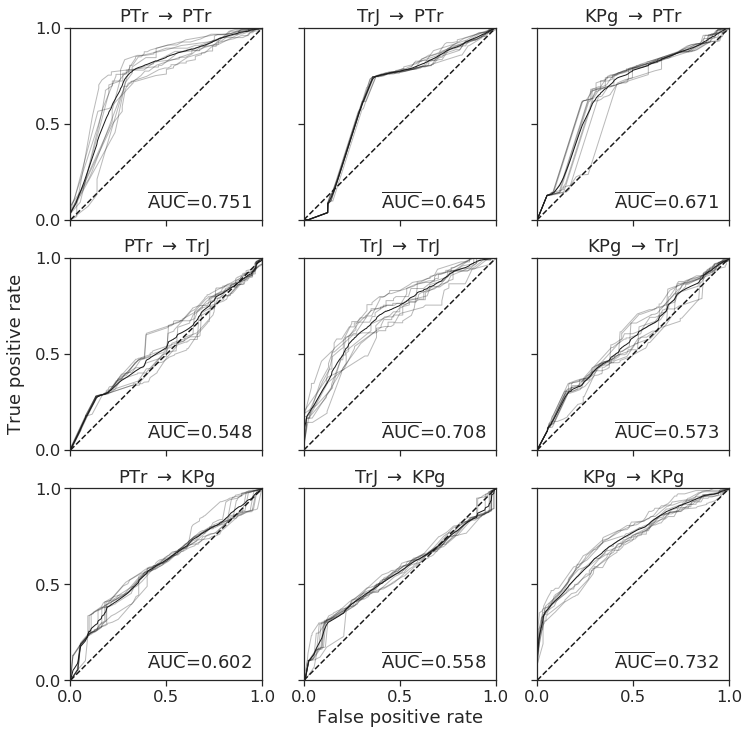 PTr → PTr
TrJ → PTr
KPg → PTr
1.0
0.5
0.0
AUC=0.751
AUC=0.645
AUC=0.671
PTr → TrJ
TrJ → TrJ
KPg → TrJ
1.0
0.5
0.0
AUC=0.548
AUC=0.708
AUC=0.573
True positive rate
PTr → KPg
TrJ → KPg
KPg → KPg
1.0
0.5
0.0
AUC=0.602
AUC=0.558
AUC=0.732
0.0 0.5 1.0
0.0 0.5 1.0
0.0 0.5 1.0
False positive rate